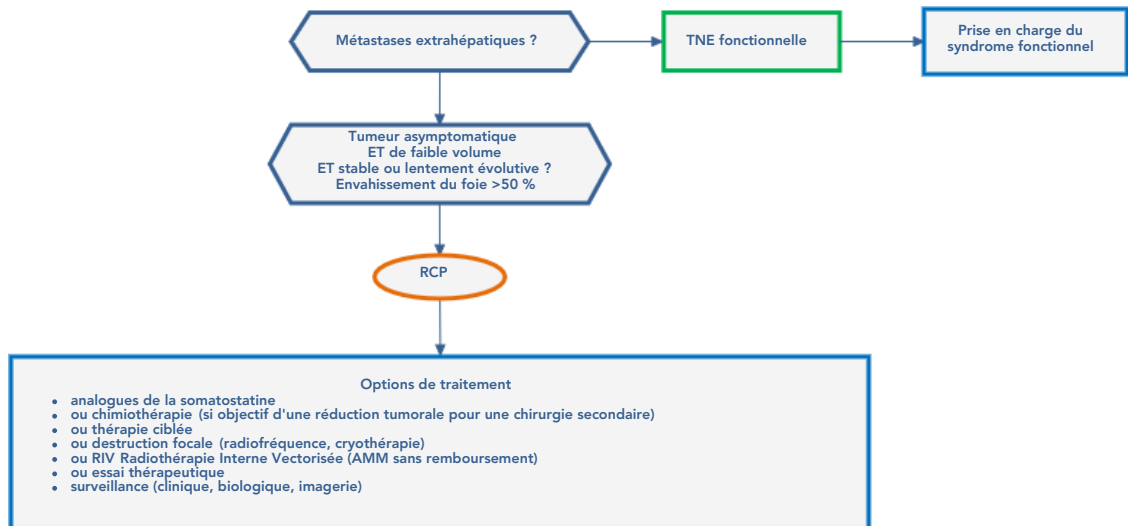 Métastases extrahépatiques ?
TNE fonctionnelle
Prise en charge du
syndrome fonctionnel
Tumeur asymptomatique
ET de faible volume
ET stable ou lentement évolutive ?
Envahissement du foie >50 %
RCP
Options de traitement
• analogues de la somatostatine
• ou chimiothérapie (si objectif d'une réduction tumorale pour une chirurgie secondaire)
• ou thérapie ciblée
• ou destruction focale (radiofréquence, cryothérapie)
• ou RIV Radiothérapie Interne Vectorisée (AMM sans remboursement)
• ou essai thérapeutique
• surveillance (clinique, biologique, imagerie)